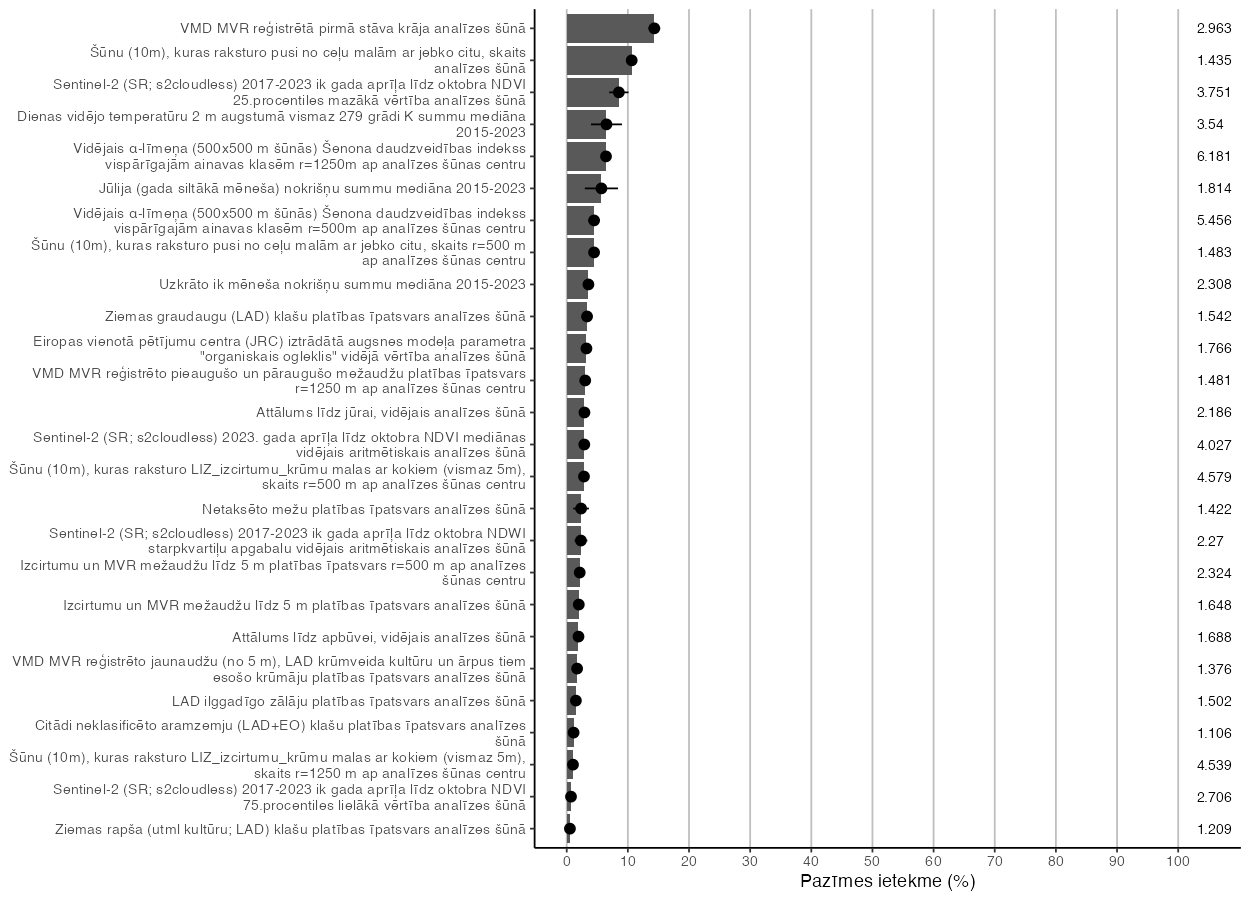 VMD MVR reģistrētā pirmā stāva krāja analīzes šūnā 2.963
Šūnu (10m), kuras raksturo pusi no ceļu malām ar jebko citu, skaits
analīzes šūnā 1.435
Sentinel-2 (SR; s2cloudless) 2017-2023 ik gada aprīļa līdz oktobra NDVI
25.procentiles mazākā vērtība analīzes šūnā 3.751
Dienas vidējo temperatūru 2 m augstumā vismaz 279 grādi K summu mediāna
2015-2023 3.54
Vidējais α-līmeņa (500x500 m šūnās) Šenona daudzveidības indekss
vispārīgajām ainavas klasēm r=1250m ap analīzes šūnas centru 6.181
Jūlija (gada siltākā mēneša) nokrišņu summu mediāna 2015-2023 1.814
Vidējais α-līmeņa (500x500 m šūnās) Šenona daudzveidības indekss
vispārīgajām ainavas klasēm r=500m ap analīzes šūnas centru 5.456
Šūnu (10m), kuras raksturo pusi no ceļu malām ar jebko citu, skaits r=500 m
ap analīzes šūnas centru 1.483
Uzkrāto ik mēneša nokrišņu summu mediāna 2015-2023 2.308
Ziemas graudaugu (LAD) klašu platības īpatsvars analīzes šūnā 1.542
Eiropas vienotā pētījumu centra (JRC) iztrādātā augsnes modeļa parametra
"organiskais ogleklis" vidējā vērtība analīzes šūnā 1.766
VMD MVR reģistrēto pieaugušo un pāraugušo mežaudžu platības īpatsvars
r=1250 m ap analīzes šūnas centru 1.481
Attālums līdz jūrai, vidējais analīzes šūnā 2.186
Sentinel-2 (SR; s2cloudless) 2023. gada aprīļa līdz oktobra NDVI mediānas
vidējais aritmētiskais analīzes šūnā 4.027
Šūnu (10m), kuras raksturo LIZ_izcirtumu_krūmu malas ar kokiem (vismaz 5m),
skaits r=500 m ap analīzes šūnas centru 4.579
Netaksēto mežu platības īpatsvars analīzes šūnā 1.422
Sentinel-2 (SR; s2cloudless) 2017-2023 ik gada aprīļa līdz oktobra NDWI
starpkvartiļu apgabalu vidējais aritmētiskais analīzes šūnā 2.27
Izcirtumu un MVR mežaudžu līdz 5 m platības īpatsvars r=500 m ap analīzes
šūnas centru 2.324
Izcirtumu un MVR mežaudžu līdz 5 m platības īpatsvars analīzes šūnā 1.648
Attālums līdz apbūvei, vidējais analīzes šūnā 1.688
VMD MVR reģistrēto jaunaudžu (no 5 m), LAD krūmveida kultūru un ārpus tiem
esošo krūmāju platības īpatsvars analīzes šūnā 1.376
LAD ilggadīgo zālāju platības īpatsvars analīzes šūnā 1.502
Citādi neklasificēto aramzemju (LAD+EO) klašu platības īpatsvars analīzes
šūnā 1.106
Šūnu (10m), kuras raksturo LIZ_izcirtumu_krūmu malas ar kokiem (vismaz 5m),
skaits r=1250 m ap analīzes šūnas centru 4.539
Sentinel-2 (SR; s2cloudless) 2017-2023 ik gada aprīļa līdz oktobra NDVI
75.procentiles lielākā vērtība analīzes šūnā 2.706
Ziemas rapša (utml kultūru; LAD) klašu platības īpatsvars analīzes šūnā 1.209
0 10 20 30 40 50 60 70 80 90 100
Pazīmes ietekme (%)